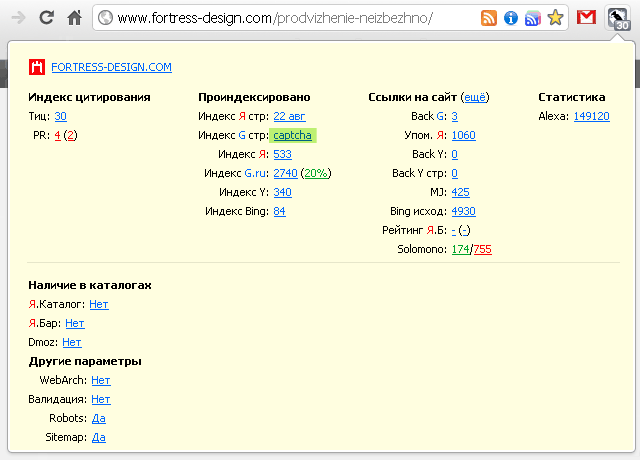 www.fortress-design.com/prodvizhenie-neizbezhno/
30
FORTRESS-DESIGN.COM
Индекс цитирования
Тиц: 30
PR: 4 (2)
Проиндексировано
Индекс Я стр: 22 авг
Индекс G стр: captcha
Индекс Я: 533
Индекс G.ru: 2740 (20%)
Индекс Y: 340
Индекс Bing: 84
Ссылки на сайт (ещё)
Back G: 3
Упом. Я: 1060
Back Y: 0
Back Y стр: 0
MJ: 425
Bing исход: 4930
Рейтинг Я.Б: - (-)
Solomono: 174/755
Статистика
Alexa: 149120
Наличие в каталогах
Я.Каталог: Нет
Я.Бар: Нет
Dmoz: Нет
Другие параметры
WebArch: Нет
Валидация: Нет
Robots: Да
Sitemap: Да